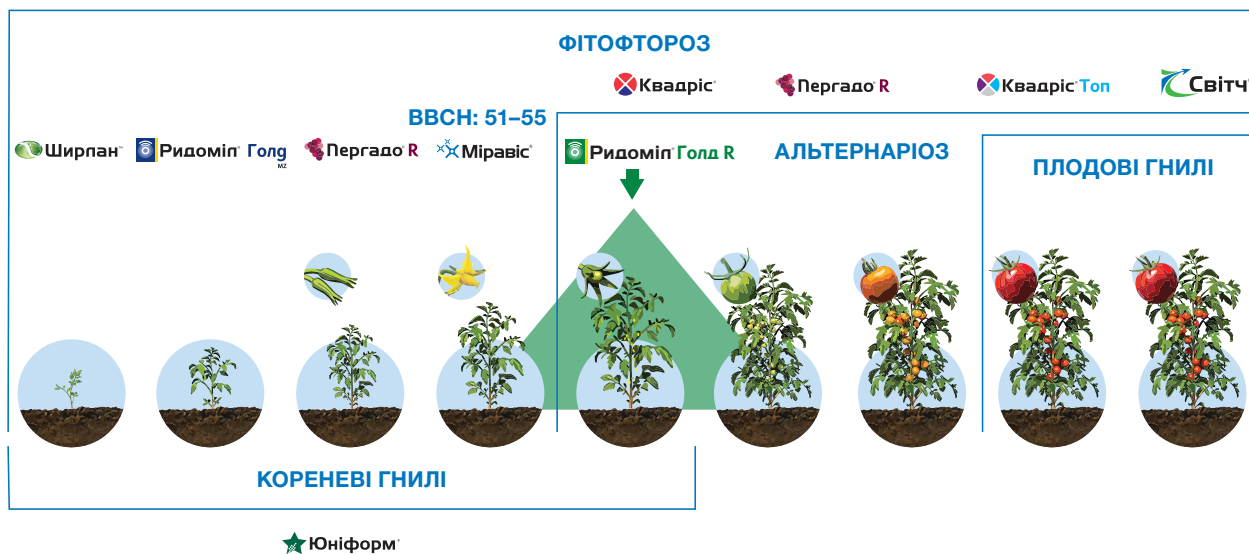 ФІТОФТОРОЗ
Квадріс® Пергадо® R Квадріс® Топ Світч®
ВВСН: 51–55
Ширлан™ Ридоміл® Голд MZ Пергадо® R Міравіс® Ридоміл® Голд R АЛЬТЕРНАРІОЗ
ПЛОДОВІ ГНИЛІ
КОРЕНЕВІ ГНИЛІ
Юніформ®